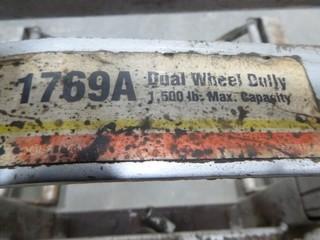 1769A
Dual Wheel Dolly
1,500 lb. Max. Capacity